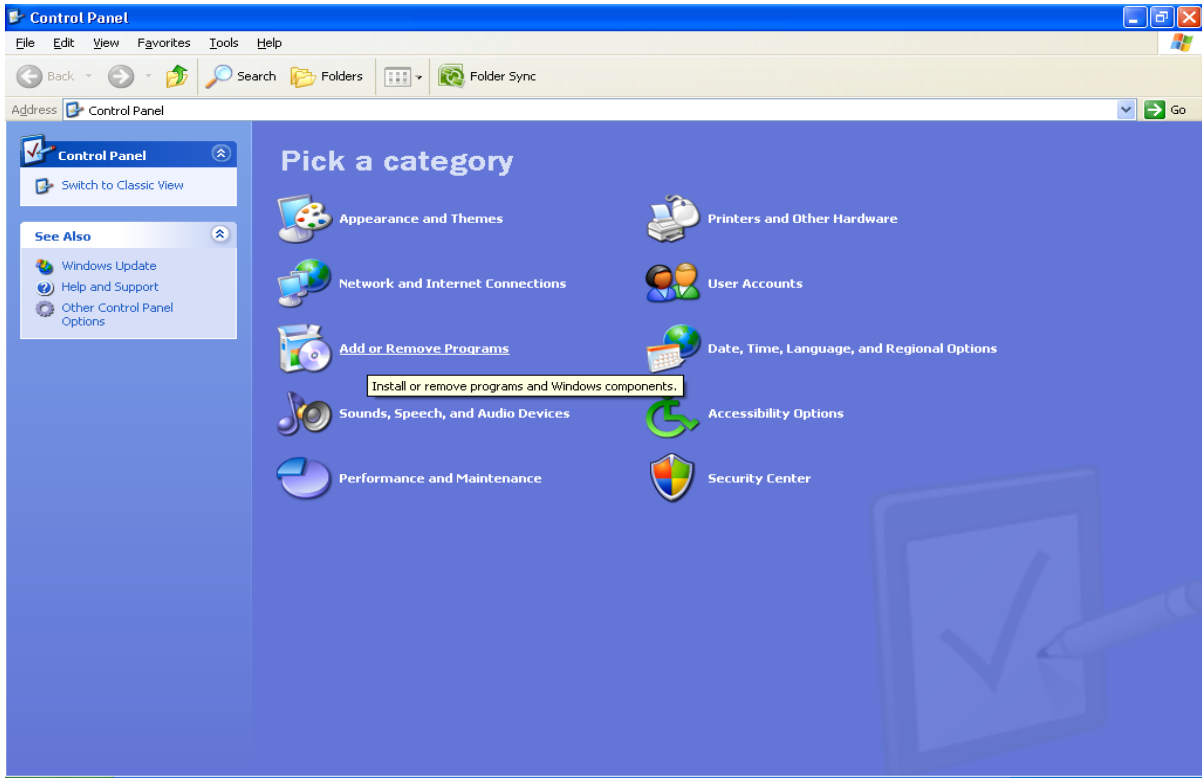 Control Panel
File Edit View Favorites Tools Help
Back Search Folders Folder Sync
Address Control Panel Go
Control Panel
Switch to Classic View
See Also
Windows Update
Help and Support
Other Control Panel
Options
Pick a category
Appearance and Themes
Printers and Other Hardware
Network and Internet Connections
User Accounts
Add or Remove Programs
Date, Time, Language, and Regional Options
Install or remove programs and Windows components.
Sounds, Speech, and Audio Devices
Accessibility Options
Performance and Maintenance
Security Center